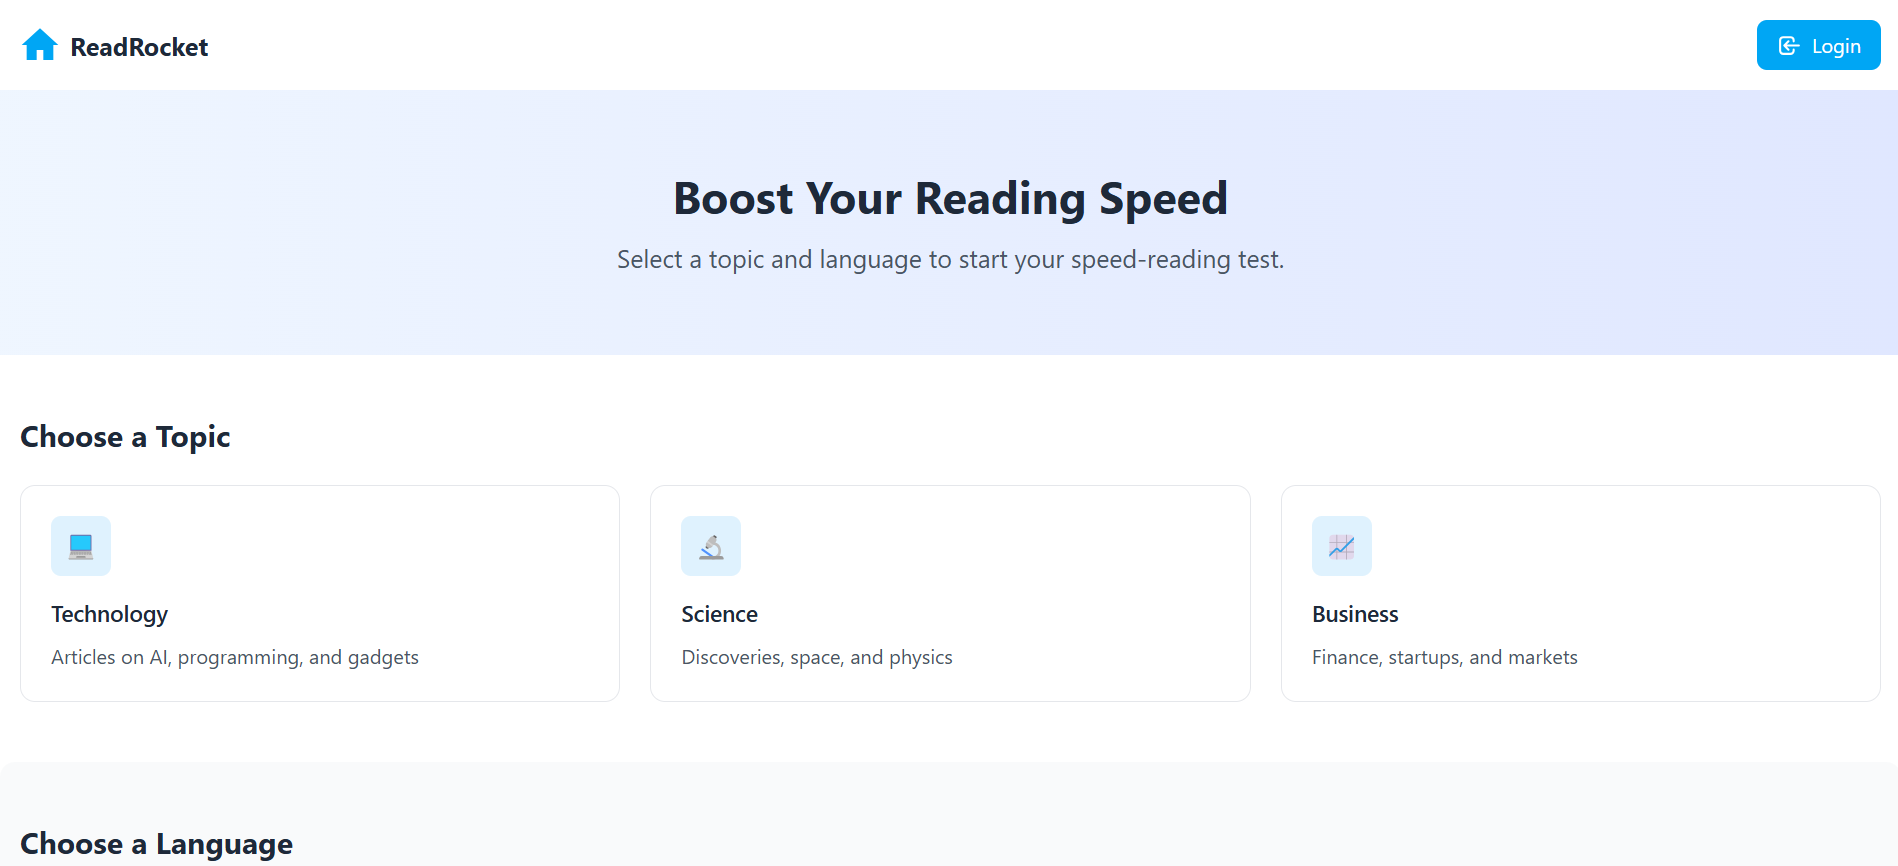 ReadRocket
Login
Boost Your Reading Speed
Select a topic and language to start your speed-reading test.
Choose a Topic
Technology
Articles on AI, programming, and gadgets
Science
Discoveries, space, and physics
Business
Finance, startups, and markets
Choose a Language